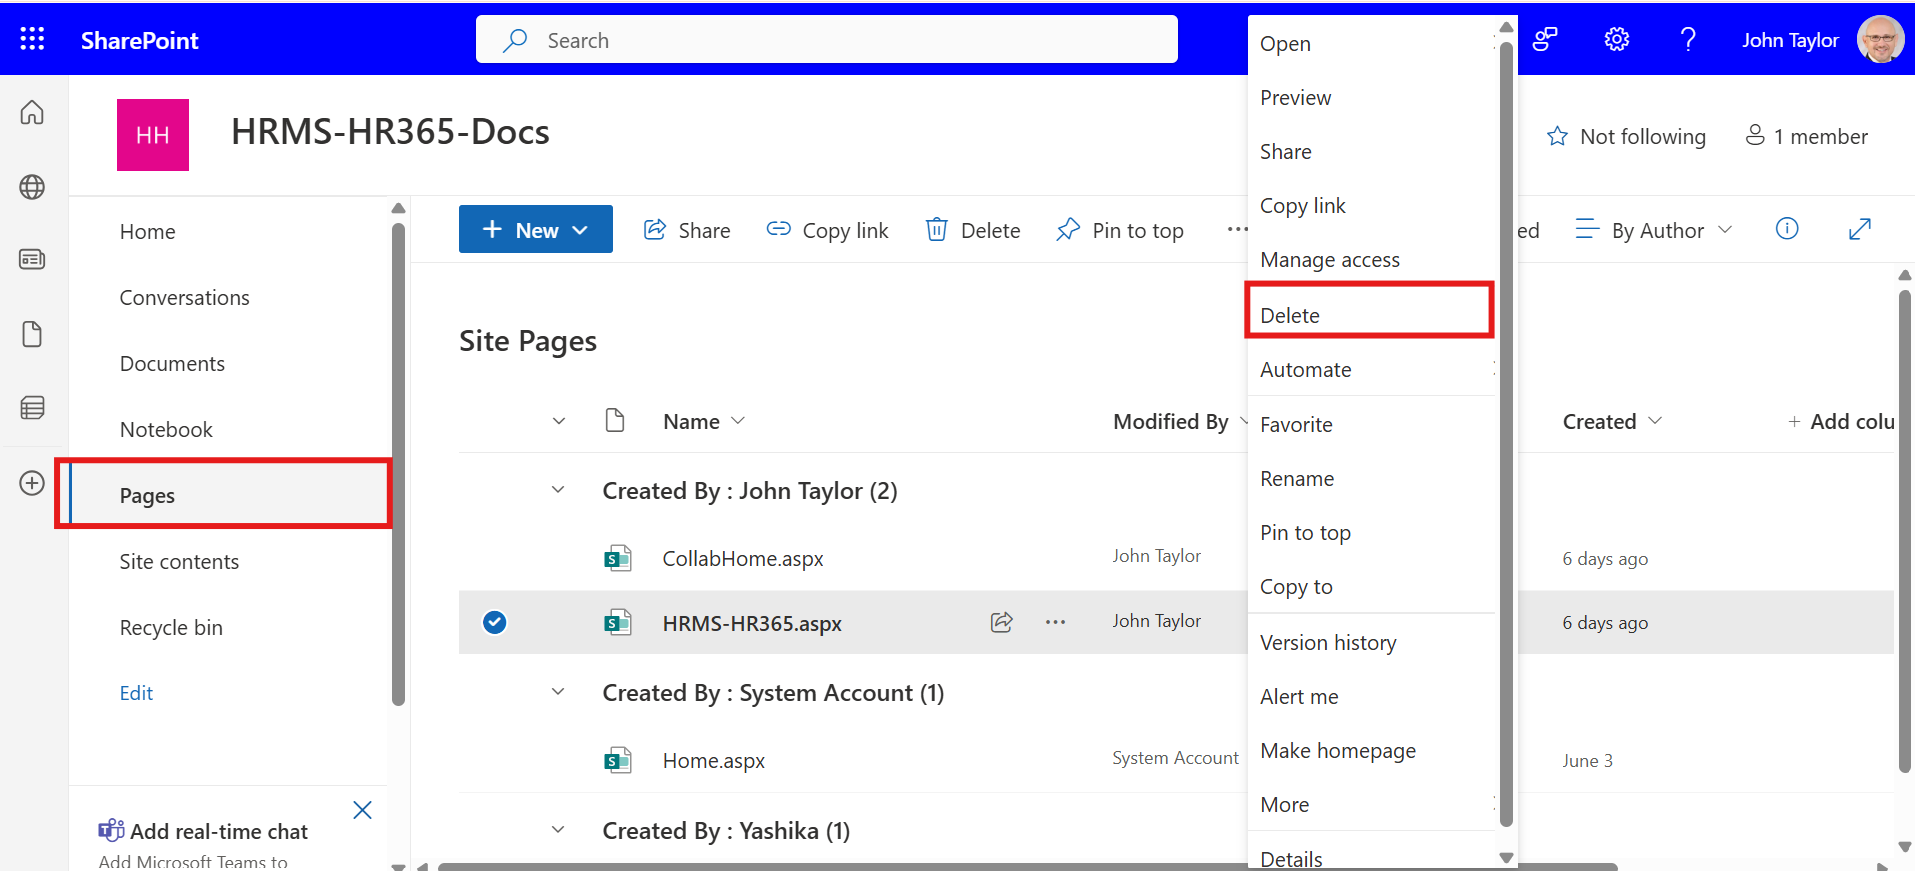 SharePoint
Search
John Taylor
HH
HRMS-HR365-Docs
Not following
1 member
Home
Conversations
Documents
Notebook
Pages
Site contents
Recycle bin
Edit
Add real-time chat
Add Microsoft Teams to
New
Share
Copy link
Delete
Pin to top
ed
By Author
Site Pages
Name
Modified By
Created
+ Add colu
Created By : John Taylor (2)
CollabHome.aspx
John Taylor
6 days ago
HRMS-HR365.aspx
John Taylor
6 days ago
Created By : System Account (1)
Home.aspx
System Account
June 3
Created By : Yashika (1)
Open
Preview
Share
Copy link
Manage access
Delete
Automate
Favorite
Rename
Pin to top
Copy to
Version history
Alert me
Make homepage
More
Details